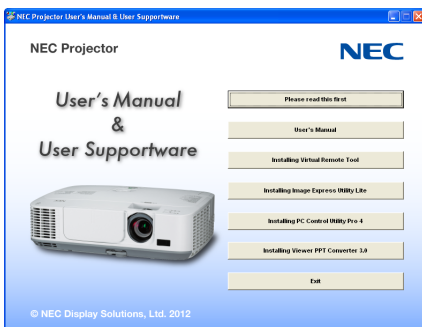 NEC Projector User's Manual & User Supportware
NEC Projector
NEC
User's Manual
&
User Supportware
Please read this first
User's Manual
Installing Virtual Remote Tool
Installing Image Express Utility Lite
Installing PC Control Utility Pro 4
Installing Viewer PPT Converter 3.0
Exit
© NEC Display Solutions, Ltd. 2012